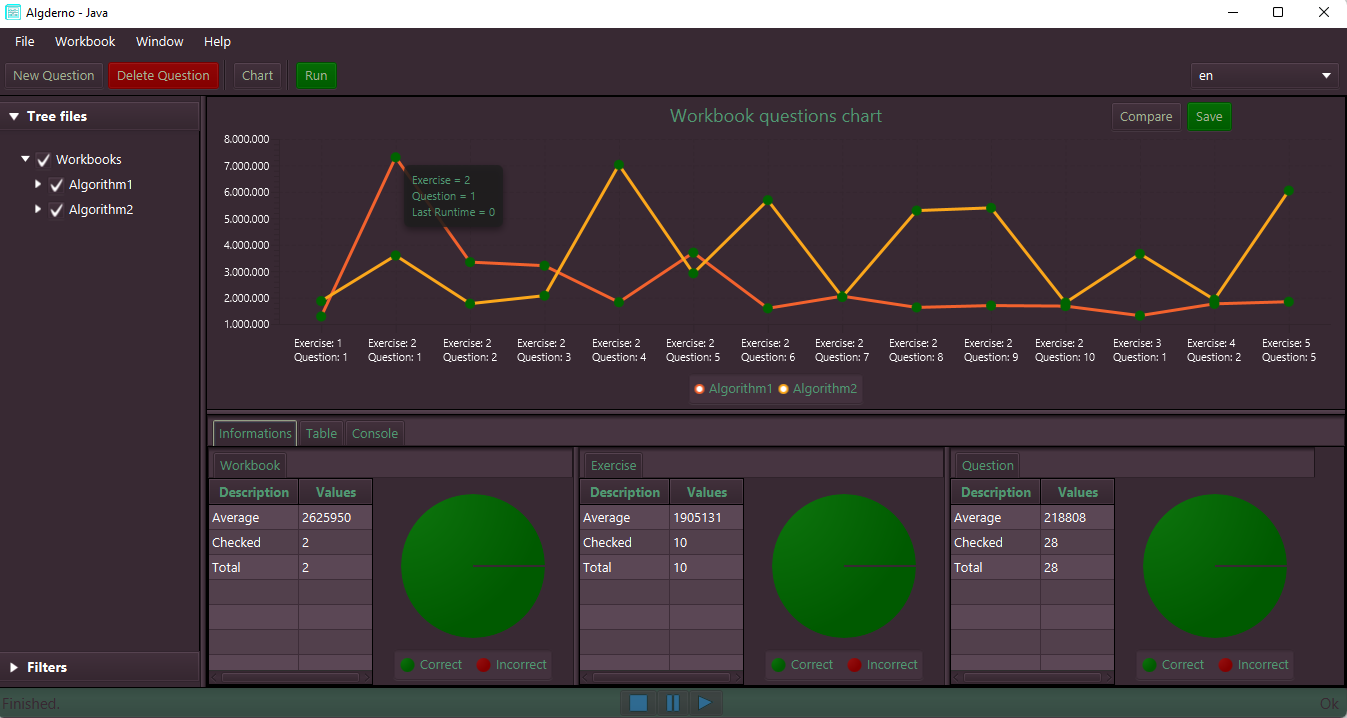 Algderno - Java
File Workbook Window Help
New Question Delete Question Chart Run en
Tree files
Workbooks
Algorithm1
Algorithm2
Filters
Workbook questions chart
Compare Save
8.000.000
7.000.000
6.000.000
5.000.000
4.000.000
3.000.000
2.000.000
1.000.000
Exercise = 2
Question = 1
Last Runtime = 0
Exercise: 1 Exercise: 2 Exercise: 2 Exercise: 2 Exercise: 2 Exercise: 2 Exercise: 2 Exercise: 2 Exercise: 2 Exercise: 2 Exercise: 2 Exercise: 3 Exercise: 4 Exercise: 5
Question: 1 Question: 1 Question: 2 Question: 3 Question: 4 Question: 5 Question: 6 Question: 7 Question: 8 Question: 9 Question: 10 Question: 1 Question: 2 Question: 5
Algorithm1 Algorithm2
Informations Table Console
Workbook
Description Values
Average 2625950
Checked 2
Total 2
Correct Incorrect
Exercise
Description Values
Average 1905131
Checked 10
Total 10
Correct Incorrect
Question
Description Values
Average 218808
Checked 28
Total 28
Correct Incorrect
Finished. Ok